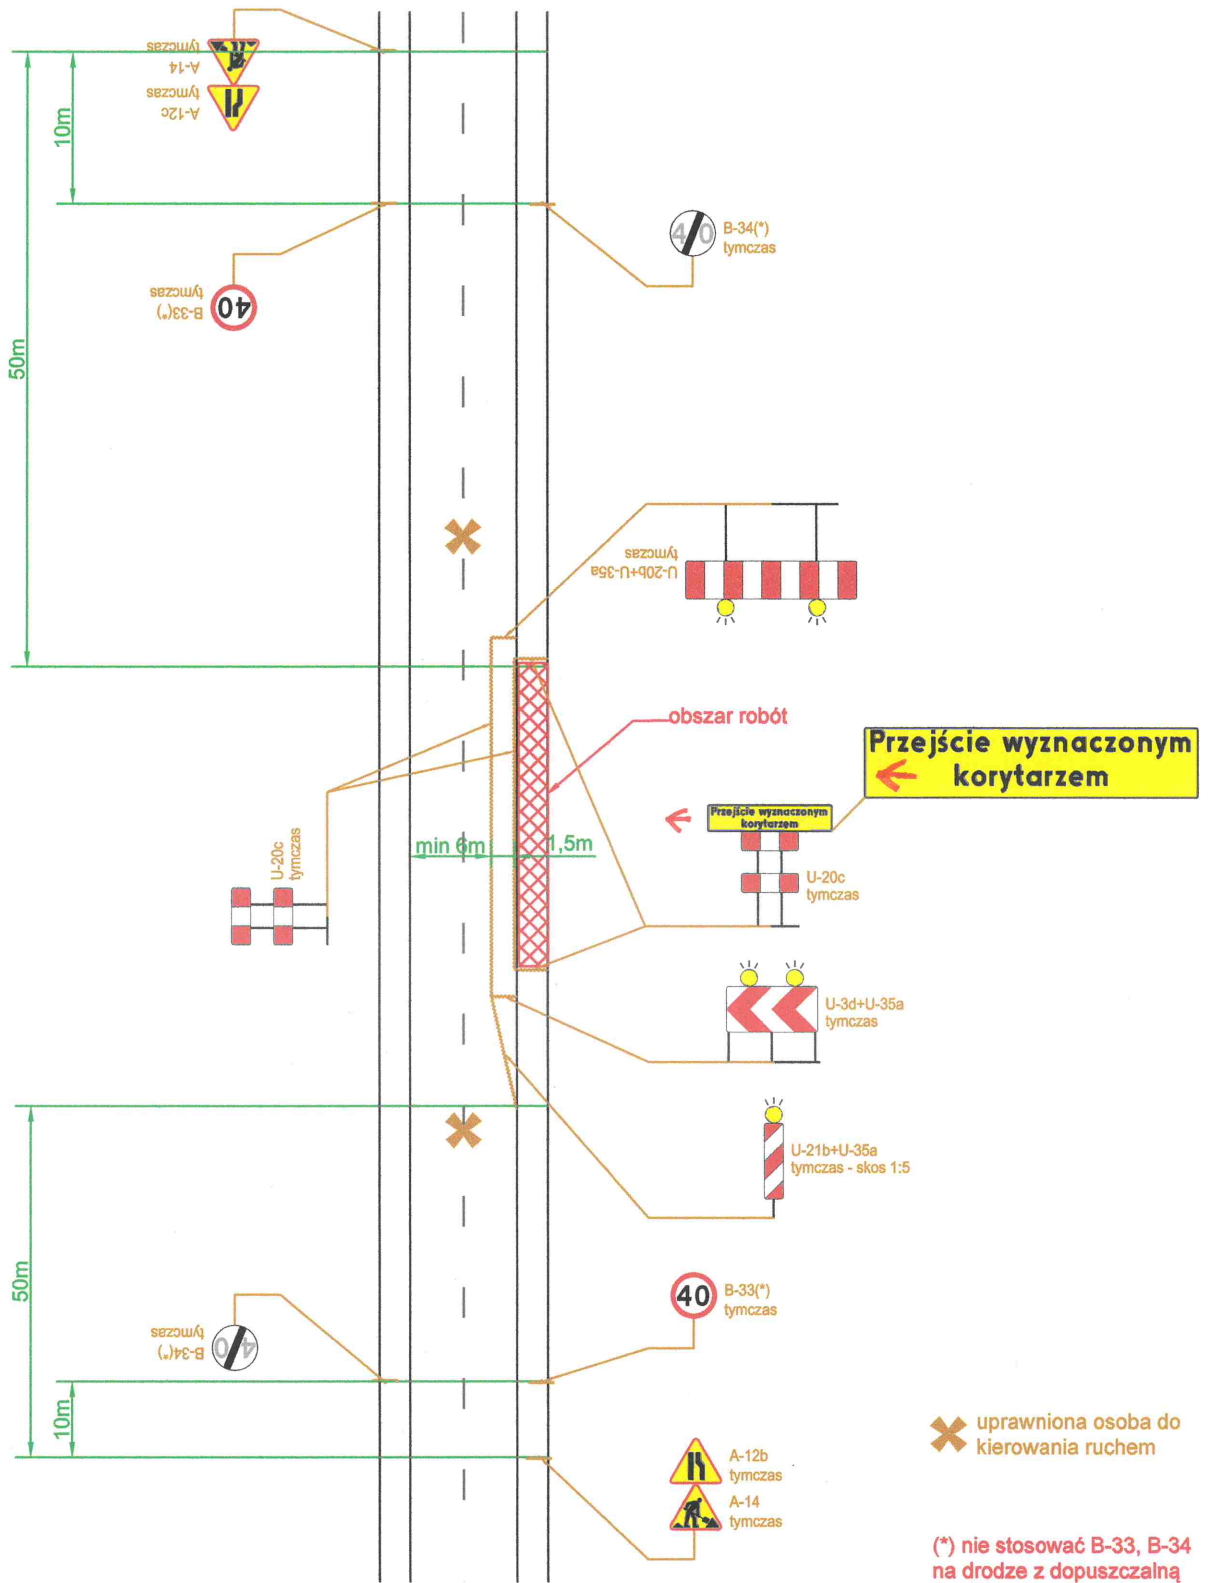 tymczas
A-14
tymczas
A-12c
10m
50m
B-34(*)
tymczas
40
tymczas
B-33(*)
40
tymczas
U-20b+U-35a
obszar robót
Przejście wyznaczonym
korytarzem
Przejście wyznaczonym
korytarzem
min 6m
1,5m
U-20c
tymczas
U-20c
tymczas
U-3d+U-35a
tymczas
U-21b+U-35a
tymczas - skos 1:5
50m
40
B-33(*)
tymczas
tymczas
B-34(*)
40
10m
A-12b
tymczas
A-14
tymczas
uprawniona osoba do
kierowania ruchem
(*) nie stosować B-33, B-34
na drodze z dopuszczalną